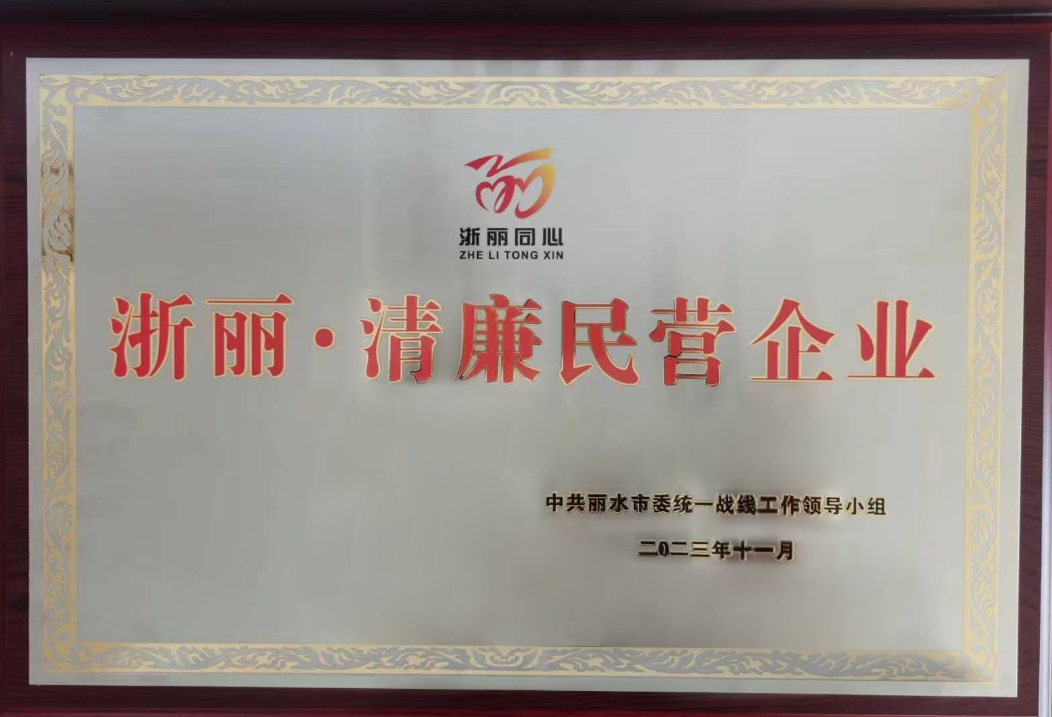 浙丽同心
ZHE LI TONG XIN
浙丽·清廉民营企业
中共丽水市委统一战线工作领导小组
二0二三年十一月